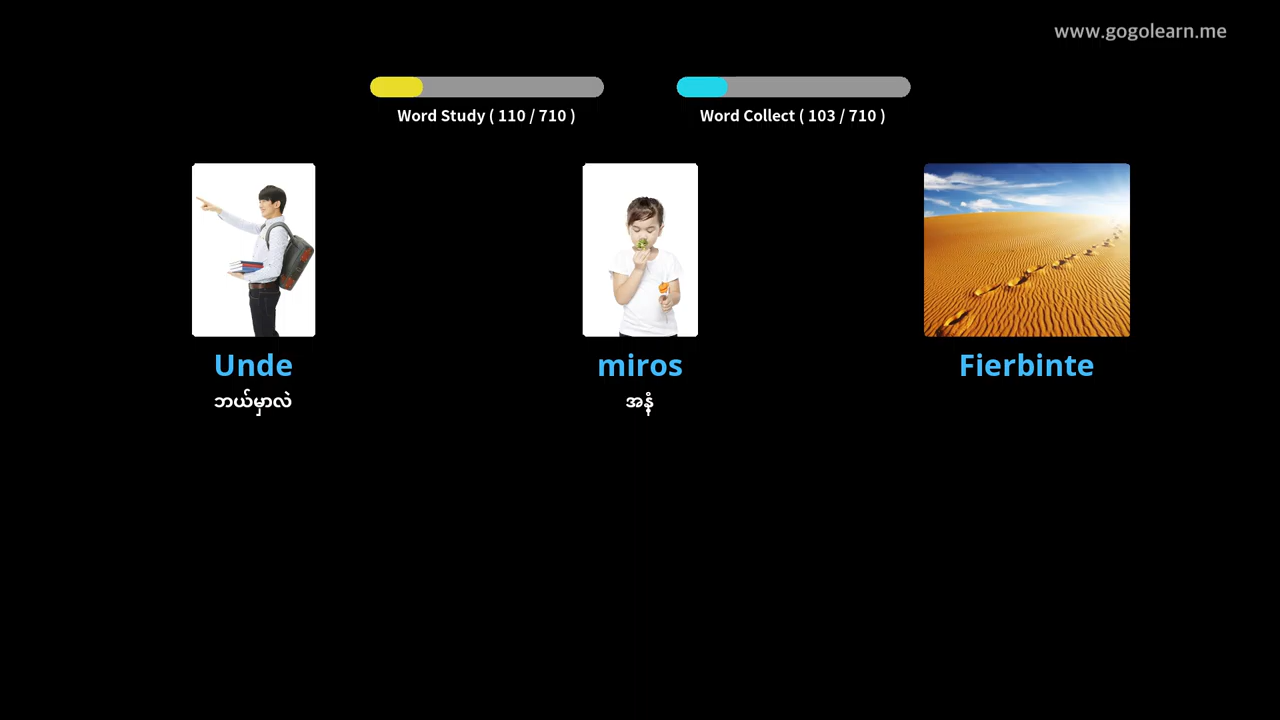 www.gogolearn.me
Word Study ( 110 / 710 )
Word Collect ( 103 / 710 )
Unde
miros
Fierbinte
ဘယ်မှာလဲ
အနံ့